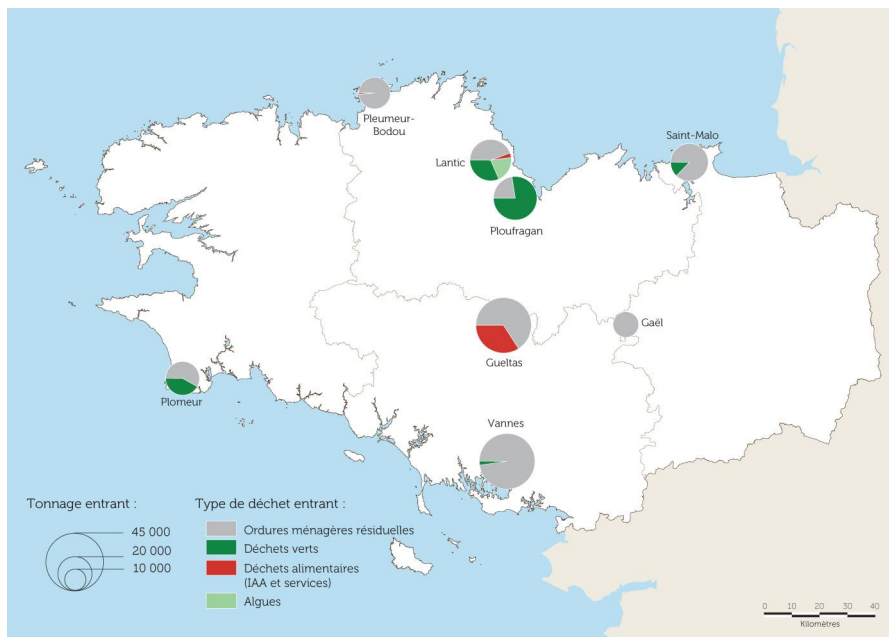 Pleumeur-
Bodou
Lantic
Saint-Malo
Ploufragan
Gaël
Gueltas
Plomeur
Vannes
Tonnage entrant :
45 000
20 000
10 000
Type de déchet entrant :
Ordures ménagères résiduelles
Déchets verts
Déchets alimentaires
(IAA et services)
Algues
0 10 20 30 40
Kilomètres